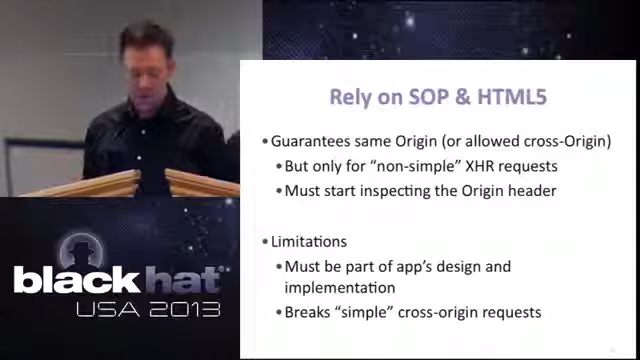 Rely on SOP & HTML5
•Guarantees same Origin (or allowed cross-Origin)
•But only for “non-simple” XHR requests
•Must start inspecting the Origin header
•Limitations
•Must be part of app’s design and
implementation
•Breaks “simple” cross-origin requests
black hat®
USA 2013